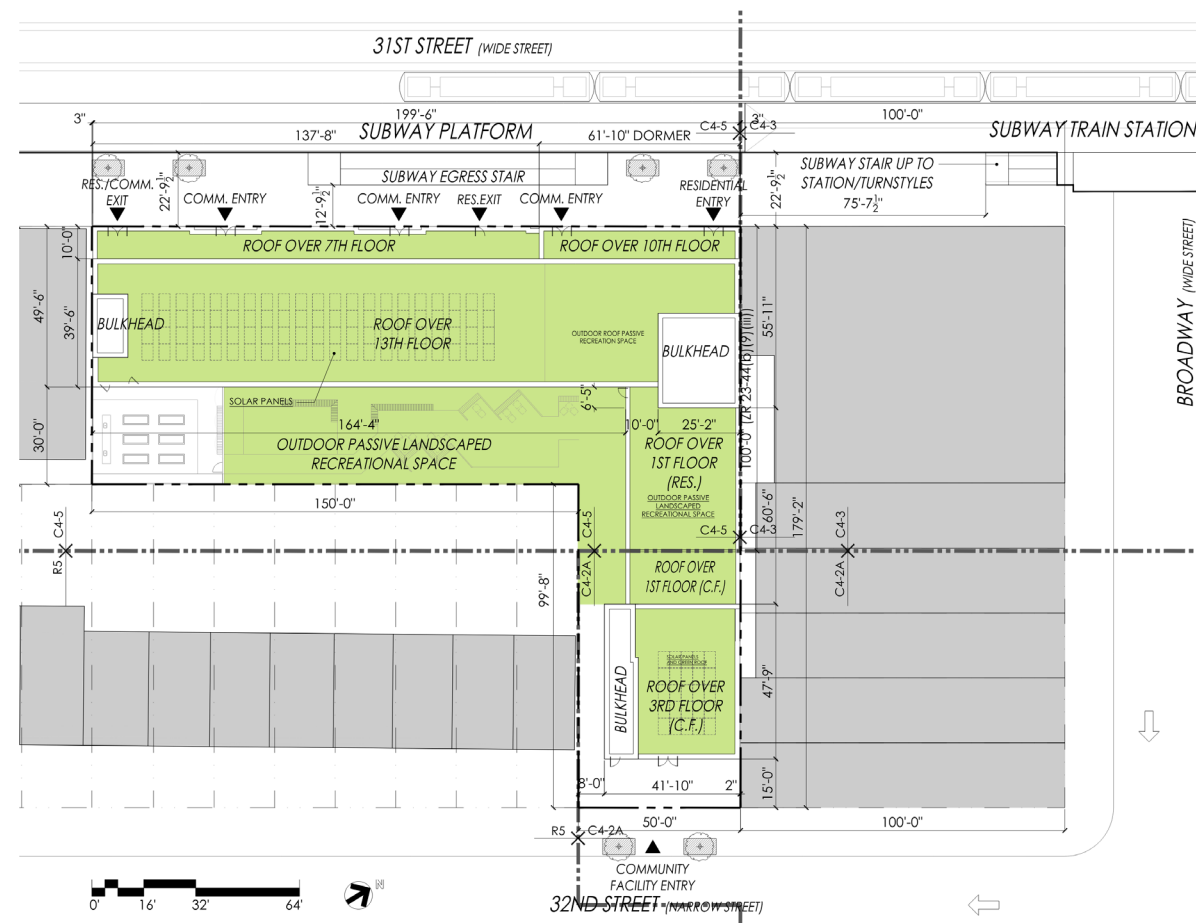 31ST STREET (WIDE STREET)
3"
199'-6"
3"
100'-0"
C4-5
C4-3
137'-8"
SUBWAY PLATFORM
61'-10" DORMER
SUBWAY TRAIN STATION
SUBWAY EGRESS STAIR
SUBWAY STAIR UP TO
STATION/TURNSTYLES
75'-7½"
RES./COMM.
EXIT
22'-9½"
COMM. ENTRY
12'-9½"
COMM. ENTRY
RES.EXIT
COMM. ENTRY
RESIDENTIAL
ENTRY
22'-9½"
10'-0"
ROOF OVER 7TH FLOOR
ROOF OVER 10TH FLOOR
BROADWAY (WIDE STREET)
49'-6"
39'-6"
BULKHEAD
ROOF OVER
13TH FLOOR
OUTDOOR ROOF PASSIVE
RECREATION SPACE
BULKHEAD
55'-11"
100'-0" (ZR 23-44(b)(9)(iii))
SOLAR PANELS
6'-5"
30'-0"
164'-4"
10'-0"
25'-2"
OUTDOOR PASSIVE LANDSCAPED
RECREATIONAL SPACE
ROOF OVER
1ST FLOOR
(RES.)
OUTDOOR PASSIVE
LANDSCAPED
RECREATIONAL SPACE
150'-0"
60'-6"
179'-2"
C4-5
R5
C4-5
C4-2A
C4-5
C4-3
C4-3
C4-2A
ROOF OVER
1ST FLOOR (C.F.)
99'-8"
SOLAR PANELS
AND GREEN ROOF
BULKHEAD
ROOF OVER
3RD FLOOR
(C.F.)
47'-9"
8'-0"
41'-10"
2"
15'-0"
50'-0"
100'-0"
R5
C4-2A
COMMUNITY
FACILITY ENTRY
N
0'
16'
32'
64'
32ND STREET (NARROW STREET)